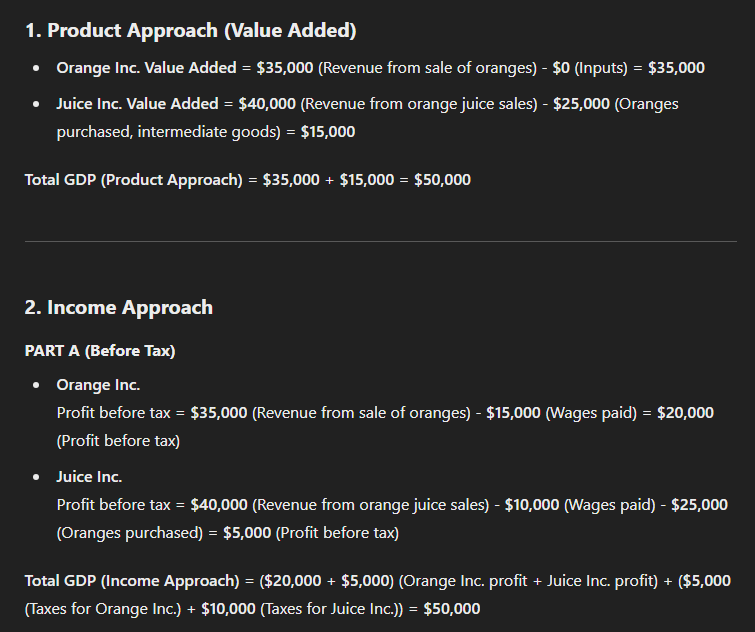 1. Product Approach (Value Added)
• Orange Inc. Value Added = $35,000 (Revenue from sale of oranges) - $0 (Inputs) = $35,000
• Juice Inc. Value Added = $40,000 (Revenue from orange juice sales) - $25,000 (Oranges
purchased, intermediate goods) = $15,000
Total GDP (Product Approach) = $35,000 + $15,000 = $50,000
2. Income Approach
PART A (Before Tax)
• Orange Inc.
Profit before tax = $35,000 (Revenue from sale of oranges) - $15,000 (Wages paid) = $20,000
(Profit before tax)
• Juice Inc.
Profit before tax = $40,000 (Revenue from orange juice sales) - $10,000 (Wages paid) - $25,000
(Oranges purchased) = $5,000 (Profit before tax)
Total GDP (Income Approach) = ($20,000 + $5,000) (Orange Inc. profit + Juice Inc. profit) + ($5,000
(Taxes for Orange Inc.) + $10,000 (Taxes for Juice Inc.)) = $50,000